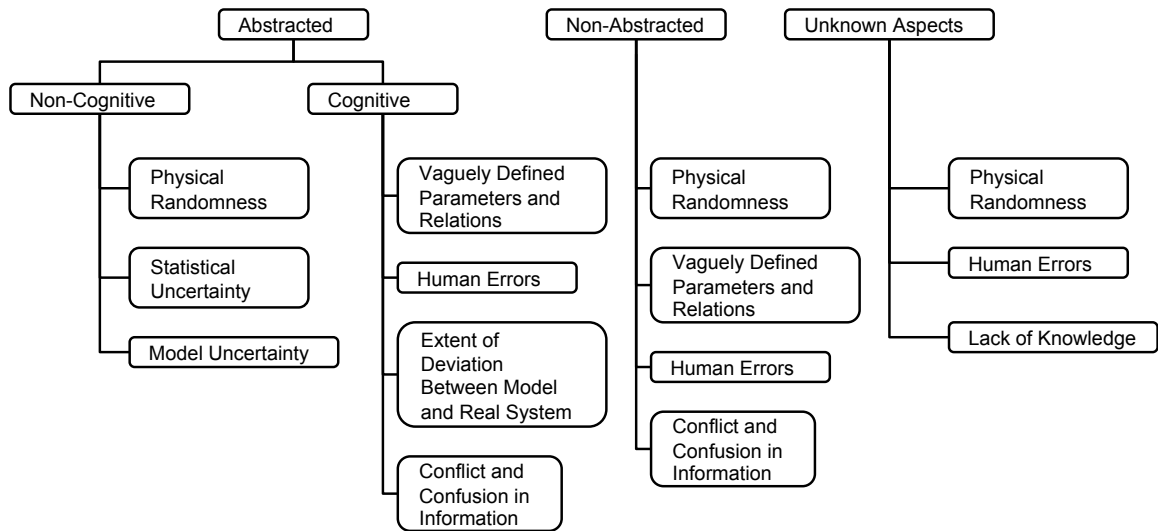 Abstracted
Non-Cognitive
Physical
Randomness
Statistical
Uncertainty
Model Uncertainty
Cognitive
Vaguely Defined
Parameters and
Relations
Human Errors
Extent of
Deviation
Between Model
and Real System
Conflict and
Confusion in
Information
Non-Abstracted
Physical
Randomness
Vaguely Defined
Parameters and
Relations
Human Errors
Conflict and
Confusion in
Information
Unknown Aspects
Physical
Randomness
Human Errors
Lack of Knowledge